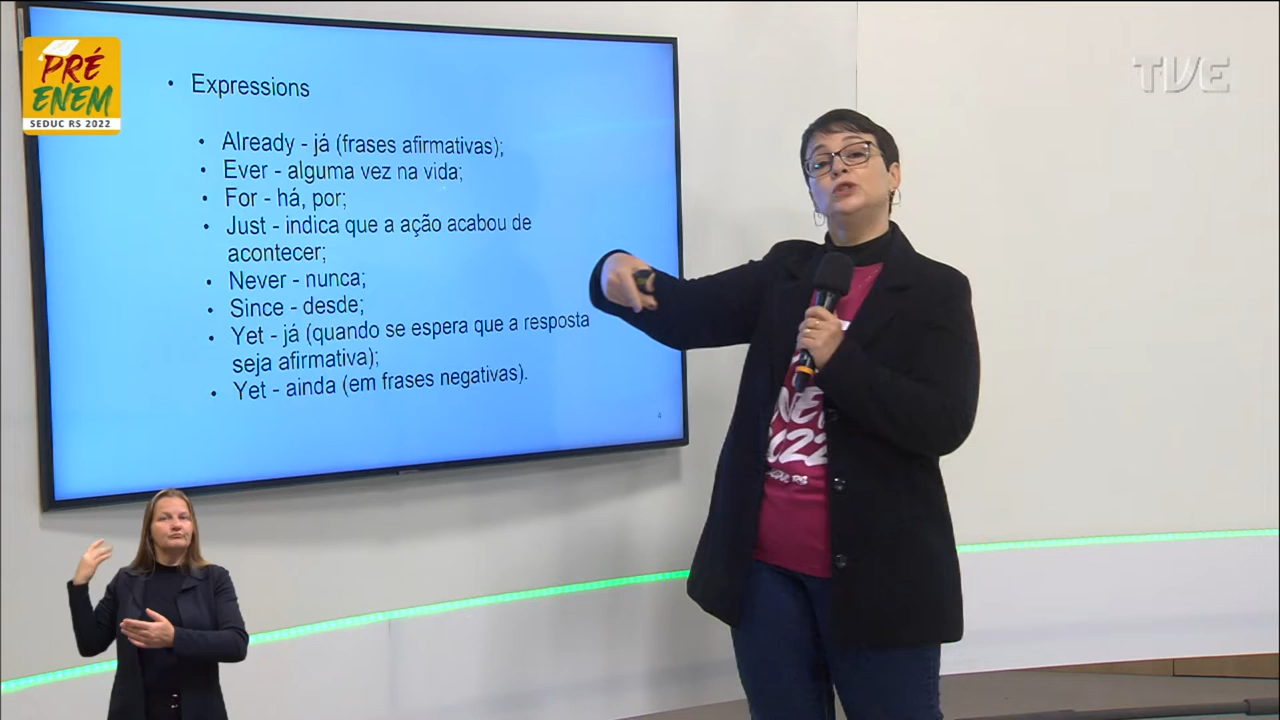 PRÉ
ENEM
SEDUC RS 2022
TVE
• Expressions
• Already - já (frases afirmativas);
• Ever - alguma vez na vida;
• For - há, por;
• Just - indica que a ação acabou de
acontecer;
• Never - nunca;
• Since - desde;
• Yet - já (quando se espera que a resposta
seja afirmativa);
• Yet - ainda (em frases negativas).
4
2022
RS